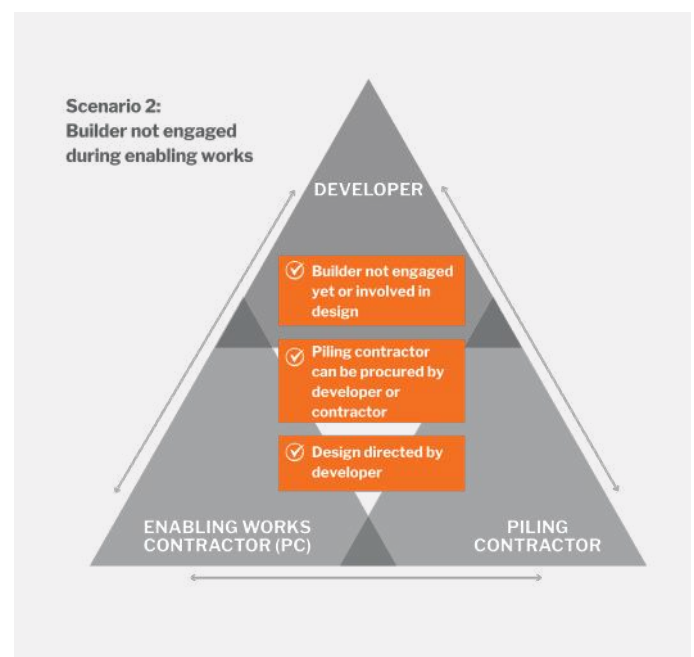 Scenario 2:
Builder not engaged
during enabling works
DEVELOPER
Builder not engaged
yet or involved in
design
Piling contractor
can be procured by
developer or
contractor
Design directed by
developer
ENABLING WORKS
CONTRACTOR (PC)
PILING
CONTRACTOR